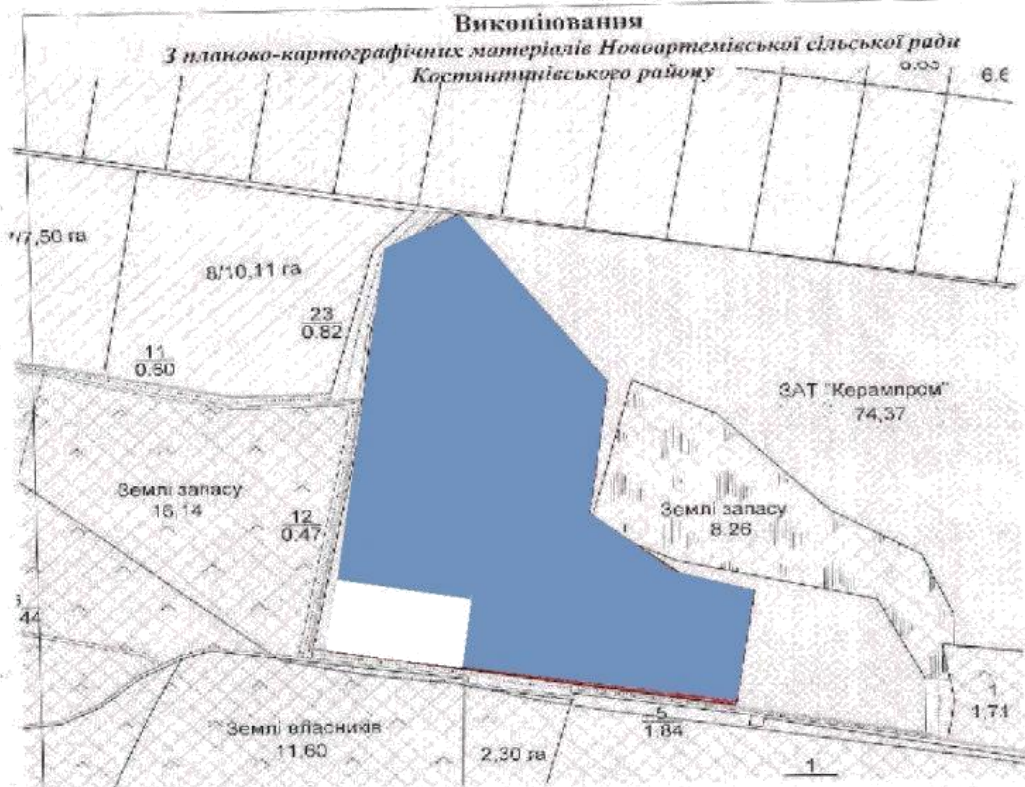 Викопіювання
З планово-картографічних матеріалів Новоартемівської сільської ради
Костянтинівського району
6.6
7,50 га
8/10,11 га
23
0.82
11
0.60
ЗАТ "Керампром"
74,37
Землі запасу
16.14
12
0.47
Землі запасу
8.26
44
Землі власників
11.60
2,30 га
5
1.84
1
1,71
1